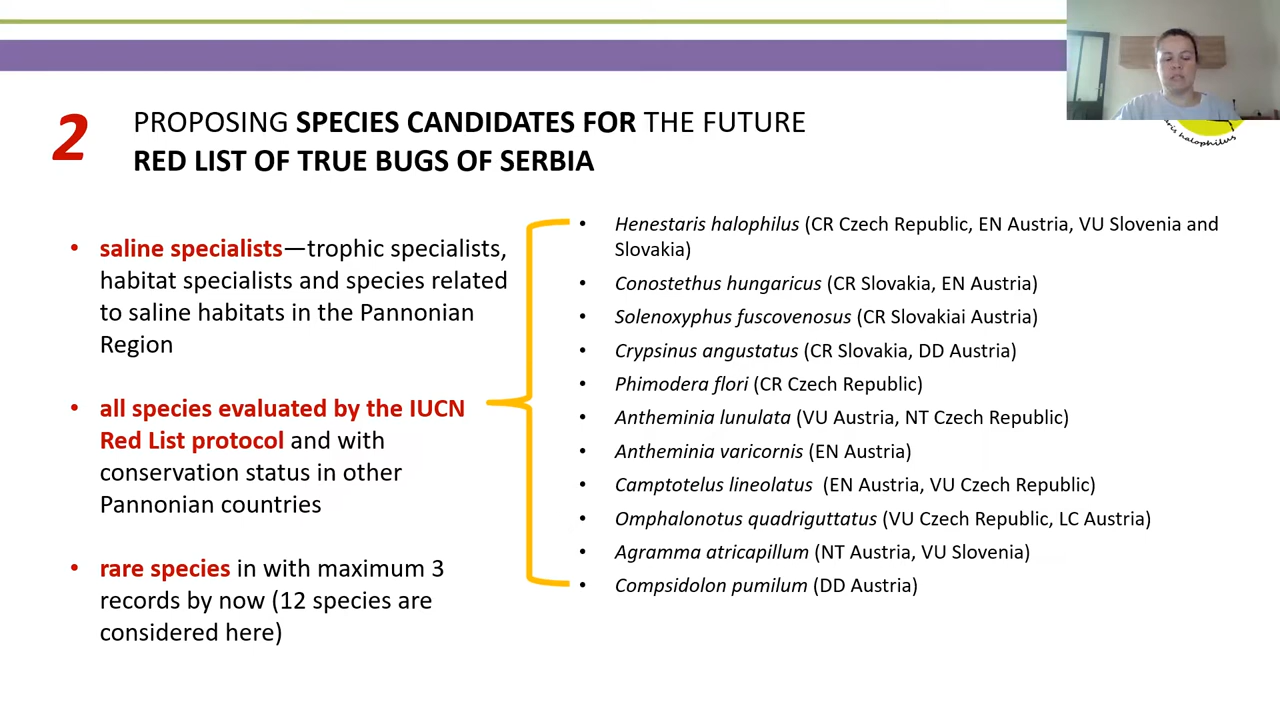 2
PROPOSING SPECIES CANDIDATES FOR THE FUTURE
RED LIST OF TRUE BUGS OF SERBIA
• saline specialists—trophic specialists,
habitat specialists and species related
to saline habitats in the Pannonian
Region
• all species evaluated by the IUCN
Red List protocol and with
conservation status in other
Pannonian countries
• rare species in with maximum 3
records by now (12 species are
considered here)
• Henestaris halophilus (CR Czech Republic, EN Austria, VU Slovenia and
Slovakia)
• Conostethus hungaricus (CR Slovakia, EN Austria)
• Solenoxyphus fuscovenosus (CR Slovakiai Austria)
• Crypsinus angustatus (CR Slovakia, DD Austria)
• Phimodera flori (CR Czech Republic)
• Antheminia lunulata (VU Austria, NT Czech Republic)
• Antheminia varicornis (EN Austria)
• Camptotelus lineolatus (EN Austria, VU Czech Republic)
• Omphalonotus quadriguttatus (VU Czech Republic, LC Austria)
• Agramma atricapillum (NT Austria, VU Slovenia)
• Compsidolon pumilum (DD Austria)
halophilus